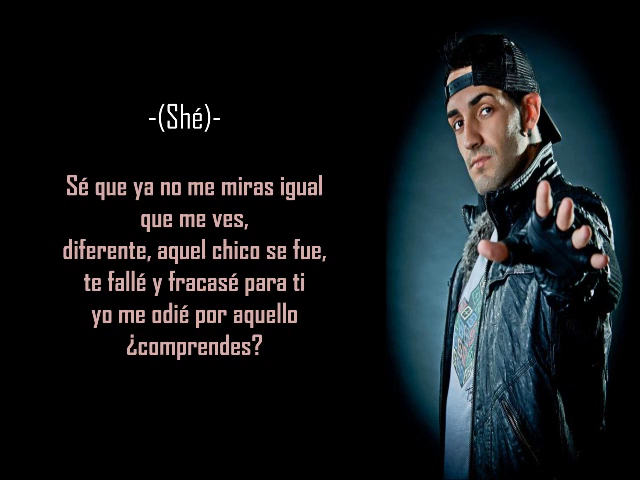 -(Shé)-
Sé que ya no me miras igual
que me ves,
diferente, aquel chico se fue,
te fallé y fracasé para ti
yo me odié por aquello
¿comprendes?